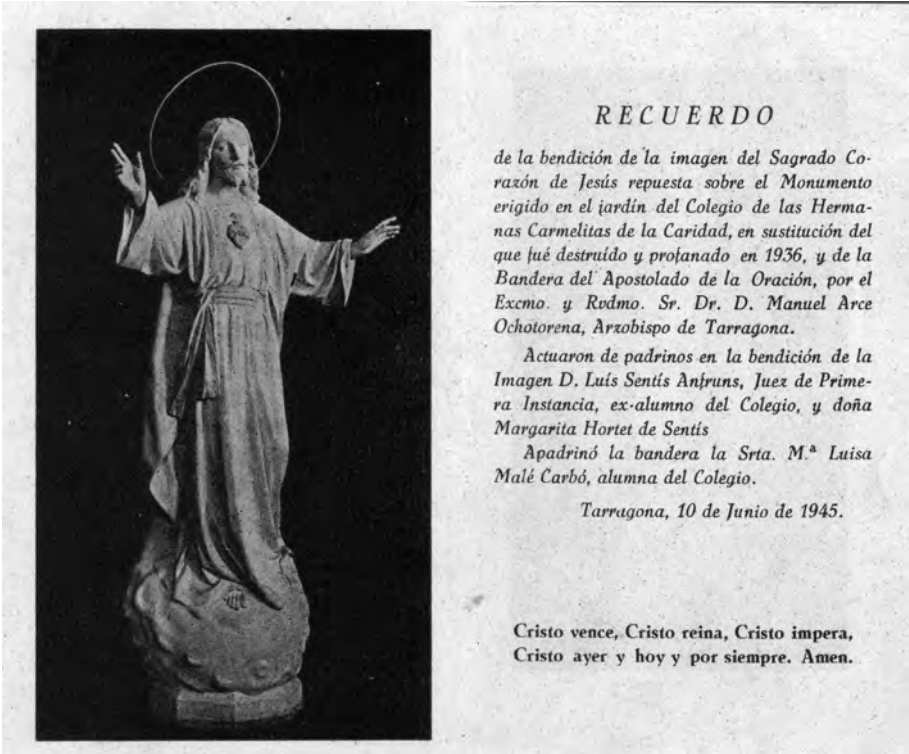 RECUERDO
de la bendición de la imagen del Sagrado Co-
razón de Jesús repuesta sobre el Monumento
erigido en el jardín del Colegio de las Herma-
nas Carmelitas de la Caridad, en sustitución del
que fué destruído y profanado en 1936, y de la
Bandera del Apostolado de la Oración, por el
Excmo. y Rvdmo. Sr. Dr. D. Manuel Arce
Ochotorena, Arzobispo de Tarragona.
Actuaron de padrinos en la bendición de la
Imagen D. Luís Sentís Anfruns, Juez de Prime-
ra Instancia, ex-alumno del Colegio, y doña
Margarita Hortet de Sentís
Apadrinó la bandera la Srta. M.ª Luisa
Malé Carbó, alumna del Colegio.
Tarragona, 10 de Junio de 1945.
Cristo vence, Cristo reina, Cristo impera,
Cristo ayer y hoy y por siempre. Amen.